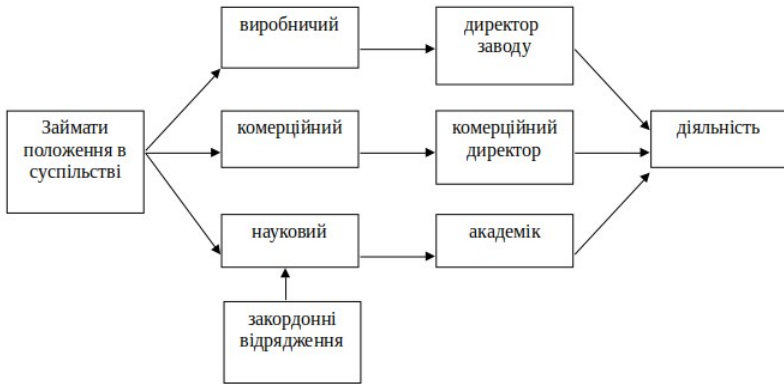 виробничий
директор
заводу
Займати
положення в
суспільстві
комерційний
комерційний
директор
діяльність
науковий
академік
закордонні
відрядження